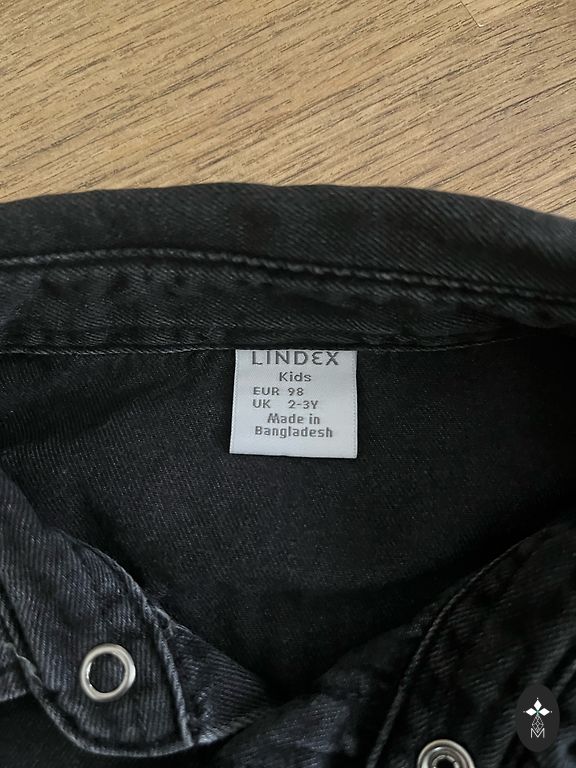 LINDEX
Kids
EUR 98
UK 2-3Y
Made in
Bangladesh
M